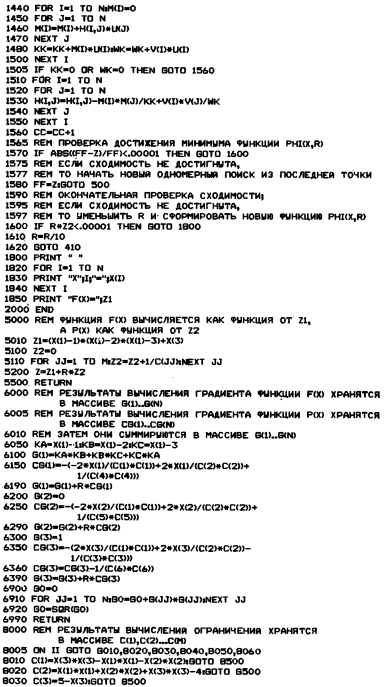 1440 FOR I=1 TO N:M(I)=0
1450 FOR J=1 TO N
1460 M(I)=M(I)+H(I,J)*U(J)
1470 NEXT J
1480 KK=KK+M(I)*U(I):WK=WK+V(I)*U(I)
1500 NEXT I
1505 IF KK=0 OR WK=0 THEN GOTO 1560
1510 FOR I=1 TO N
1520 FOR J=1 TO N
1530 H(I,J)=H(I,J)-M(I)*M(J)/KK+V(I)*V(J)/WK
1540 NEXT J
1550 NEXT I
1560 CC=CC+1
1565 REM ПРОВЕРКА ДОСТИЖЕНИЯ МИНИМУМА ФУНКЦИИ PHI(X,R)
1570 IF ABS((FF-Z)/FF)<.00001 THEN GOTO 1600
1575 REM ЕСЛИ СХОДИМОСТЬ НЕ ДОСТИГНУТА,
1577 REM ТО НАЧАТЬ НОВЫЙ ОДНОМЕРНЫЙ ПОИСК ИЗ ПОСЛЕДНЕЙ ТОЧКИ
1580 FF=Z:GOTO 500
1590 REM ОКОНЧАТЕЛЬНАЯ ПРОВЕРКА СХОДИМОСТИ;
1595 REM ЕСЛИ СХОДИМОСТЬ НЕ ДОСТИГНУТА,
1597 REM ТО УМЕНЬШИТЬ R И СФОРМИРОВАТЬ НОВУЮ ФУНКЦИЮ PHI(X,R)
1600 IF R*Z2<.00001 THEN GOTO 1800
1610 R=R/10
1620 GOTO 410
1800 PRINT " "
1820 FOR I=1 TO N
1830 PRINT "X";I;"=";X(I)
1840 NEXT I
1850 PRINT "F(X)=";Z1
2000 END
5000 REM ФУНКЦИЯ F(X) ВЫЧИСЛЯЕТСЯ КАК ФУНКЦИЯ ОТ Z1,
А P(X) КАК ФУНКЦИЯ ОТ Z2
5010 Z1=(X(1)-1)*(X(1)-2)*(X(1)-3)+X(3)
5100 Z2=0
5110 FOR JJ=1 TO M:Z2=Z2+1/C(JJ):NEXT JJ
5200 Z=Z1+R*Z2
5500 RETURN
6000 REM РЕЗУЛЬТАТЫ ВЫЧИСЛЕНИЯ ГРАДИЕНТА ФУНКЦИИ F(X) ХРАНЯТСЯ
В МАССИВЕ G(1)..G(N)
6005 REM РЕЗУЛЬТАТЫ ВЫЧИСЛЕНИЯ ГРАДИЕНТА ФУНКЦИИ P(X) ХРАНЯТСЯ
В МАССИВЕ CG(1)..CG(N)
6010 REM ЗАТЕМ ОНИ СУММИРУЮТСЯ В МАССИВЕ G(1)..G(N)
6050 KA=X(1)-1:KB=X(1)-2:KC=X(1)-3
6100 G(1)=KA*KB+KB*KC+KC*KA
6150 CG(1)=-(-2*X(1)/(C(1)*C(1))+2*X(1)/(C(2)*C(2))+
1/(C(4)*C(4)))
6190 G(1)=G(1)+R*CG(1)
6200 G(2)=0
6250 CG(2)=-(-2*X(2)/(C(1)*C(1))+2*X(2)/(C(2)*C(2))+
1/(C(5)*C(5)))
6290 G(2)=G(2)+R*CG(2)
6300 G(3)=1
6350 CG(3)=-(2*X(3)/(C(1)*C(1))+2*X(3)/(C(2)*C(2))-
1/(C(3)*C(3)))
6360 CG(3)=CG(3)-1/(C(6)*C(6))
6390 G(3)=G(3)+R*CG(3)
6900 G0=0
6910 FOR JJ=1 TO N:G0=G0+G(JJ)*G(JJ):NEXT JJ
6920 G0=SQR(G0)
6990 RETURN
8000 REM РЕЗУЛЬТАТЫ ВЫЧИСЛЕНИЯ ОГРАНИЧЕНИЯ ХРАНЯТСЯ
В МАССИВЕ C(1),C(2)...C(M)
8005 ON II GOTO 8010,8020,8030,8040,8050,8060
8010 C(1)=X(3)*X(3)-X(1)*X(1)-X(2)*X(2):GOTO 8500
8020 C(2)=X(1)*X(1)+X(2)*X(2)+X(3)*X(3)-4:GOTO 8500
8030 C(3)=5-X(3):GOTO 8500